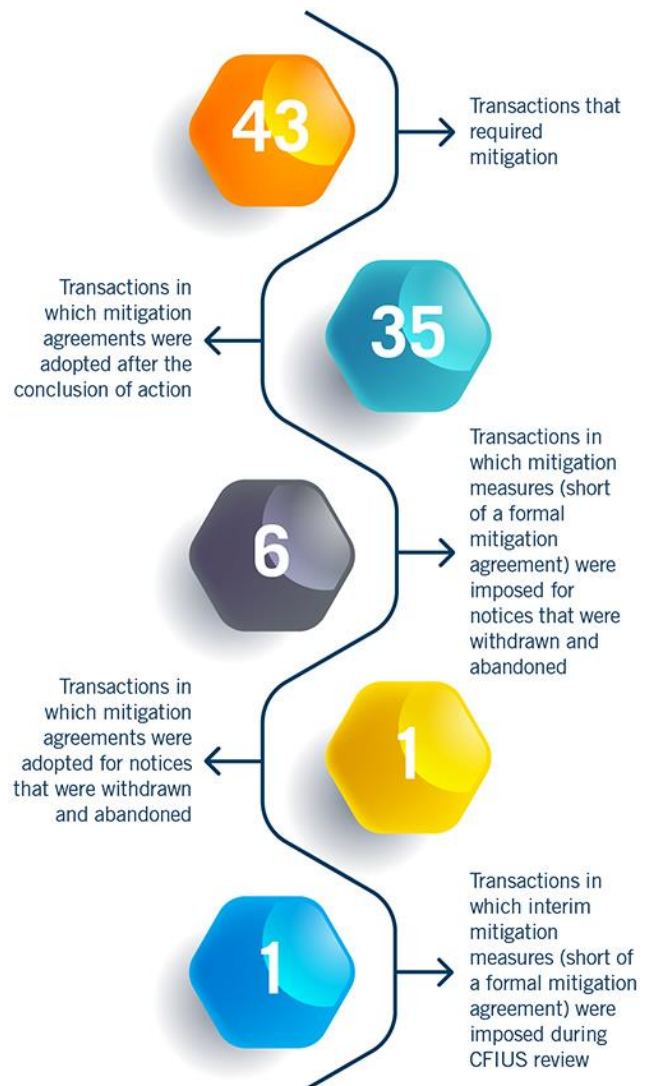 43
Transactions that
required
mitigation
Transactions in
which mitigation
agreements were
adopted after the
conclusion of action
35
Transactions in
which mitigation
measures (short
of a formal
mitigation
agreement) were
imposed for
notices that were
withdrawn and
abandoned
6
Transactions in
which mitigation
agreements were
adopted for notices
that were withdrawn
and abandoned
1
1
Transactions in
which interim
mitigation
measures (short of
a formal mitigation
agreement) were
imposed during
CFIUS review